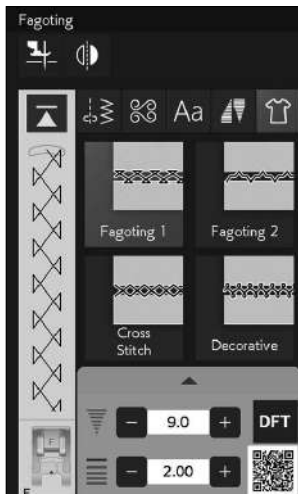 Fagoting
Aa
Fagoting 1
Fagoting 2
Cross
Stitch
Decorative
9.0
DFT
2.00
F
F